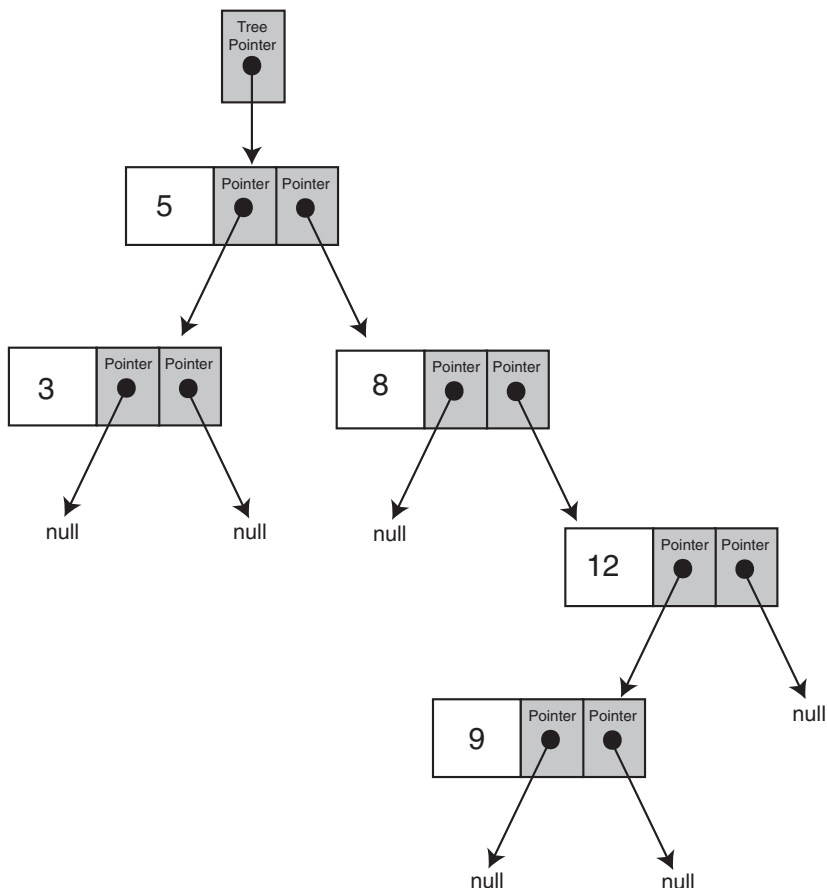 Tree
Pointer
5 Pointer Pointer
3 Pointer Pointer
8 Pointer Pointer
null null null
12 Pointer Pointer
9 Pointer Pointer
null
null null